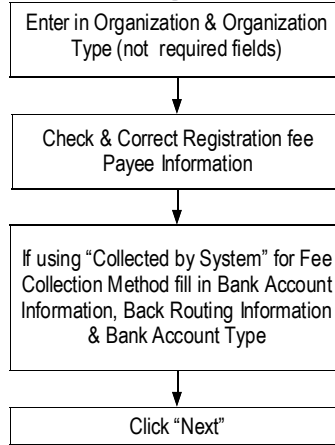 Enter in Organization & Organization
Type (not required fields)
Check & Correct Registration fee
Payee Information
If using “Collected by System” for Fee
Collection Method fill in Bank Account
Information, Back Routing Information
& Bank Account Type
Click “Next”